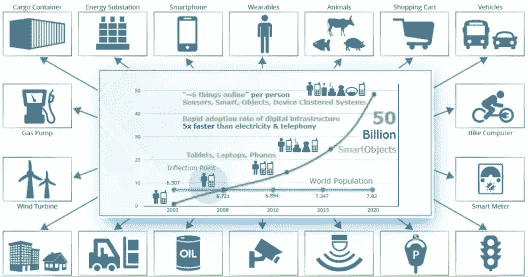 Cargo Container
Energy Substation
Smartphone
Wearables
Animals
Shopping Cart
Vehicles
"~6 things online" per person
Sensors, Smart, Objects, Device Clustered Systems
50
40
30
20
10
0
Rapid adoption rate of digital infrastructure
5x faster than electricity & telephony
50
Billion
SmartObjects
Tablets, Laptops, Phones
Inflection Point
World Population
6.307
6.721
6.894
7.347
7.83
2003
2008
2010
2015
2020
Gas Pump
Bike Computer
Wind Turbine
Smart Meter
OIL
P